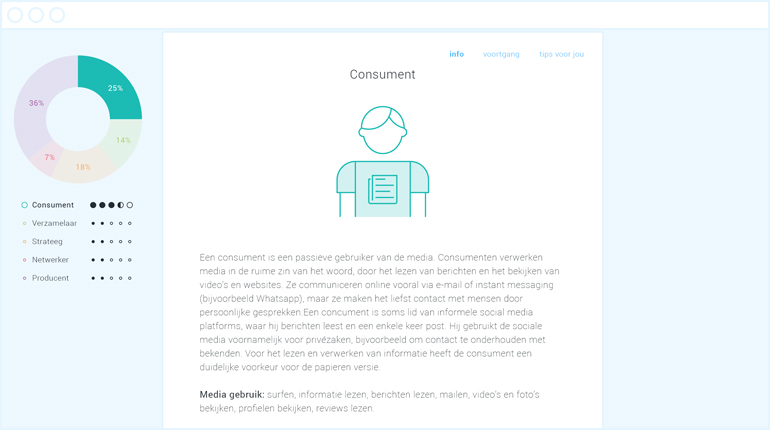 info voortgang tips voor jou
Consument
25%
36%
14%
7%
18%
Consument
Verzamelaar
Strateeg
Netwerker
Producent
Een consument is een passieve gebruiker van de media. Consumenten verwerken
media in de ruime zin van het woord, door het lezen van berichten en het bekijken van
video's en websites. Ze communiceren online vooral via e-mail of instant messaging
(bijvoorbeeld Whatsapp), maar ze maken het liefst contact met mensen door
persoonlijke gesprekken.Een concument is soms lid van informele social media
platforms, waar hij berichten leest en een enkele keer post. Hij gebruikt de sociale
media voornamelijk voor privézaken, bijvoorbeeld om contact te onderhouden met
bekenden. Voor het lezen en verwerken van informatie heeft de consument een
duidelijke voorkeur voor de papieren versie.
Media gebruik: surfen, informatie lezen, berichten lezen, mailen, video's en foto's
bekijken, profielen bekijken, reviews lezen.